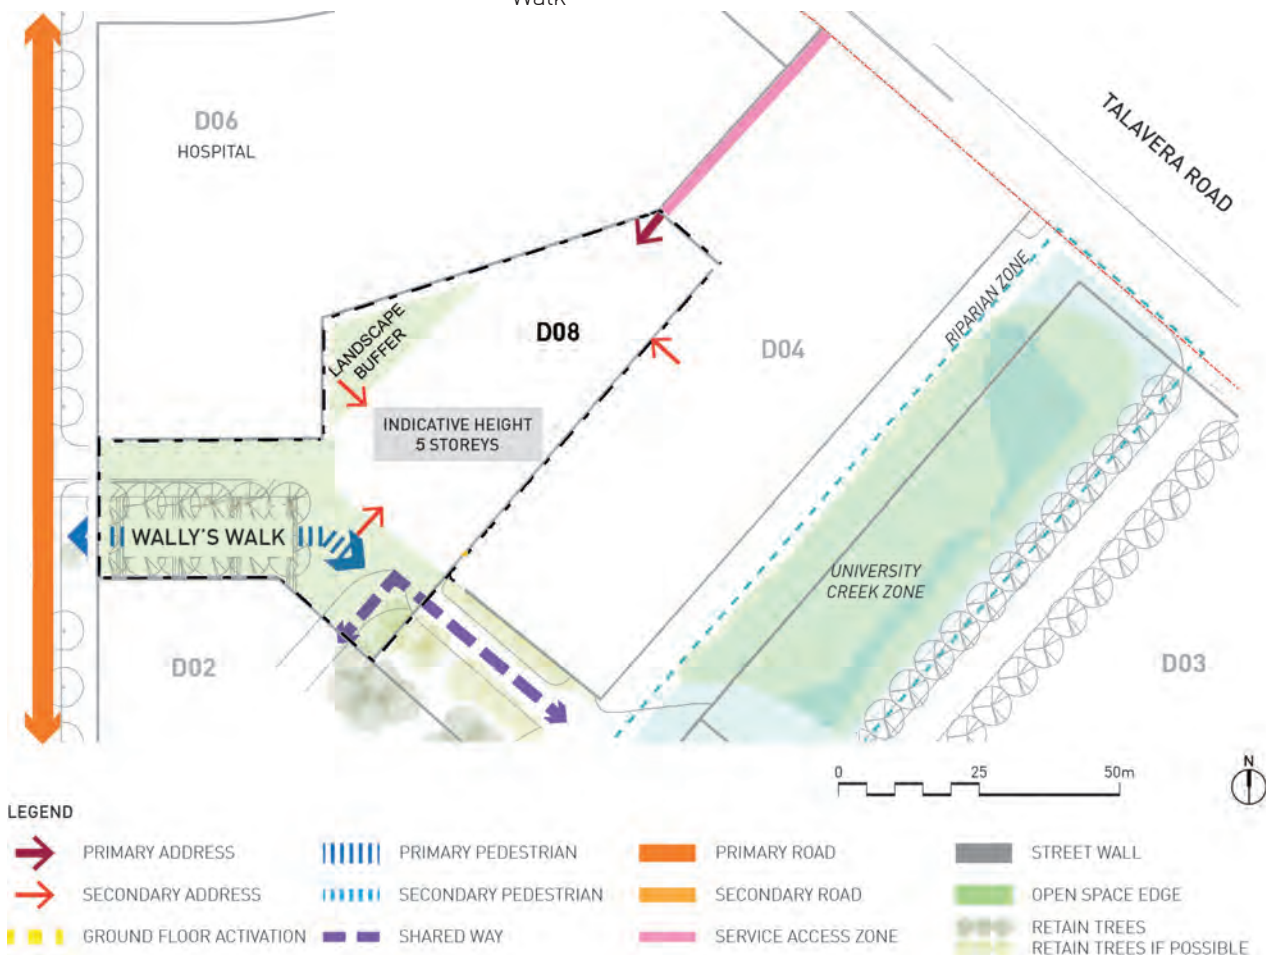 Walk
D06
HOSPITAL
TALAVERA ROAD
RIPARIAN ZONE
LANDSCAPE
BUFFER
D08
D04
INDICATIVE HEIGHT
5 STOREYS
WALLY'S WALK
UNIVERSITY
CREEK ZONE
D02
D03
0 25 50m
N
LEGEND
PRIMARY ADDRESS
PRIMARY PEDESTRIAN
PRIMARY ROAD
STREET WALL
SECONDARY ADDRESS
SECONDARY PEDESTRIAN
SECONDARY ROAD
OPEN SPACE EDGE
GROUND FLOOR ACTIVATION
SHARED WAY
SERVICE ACCESS ZONE
RETAIN TREES
RETAIN TREES IF POSSIBLE